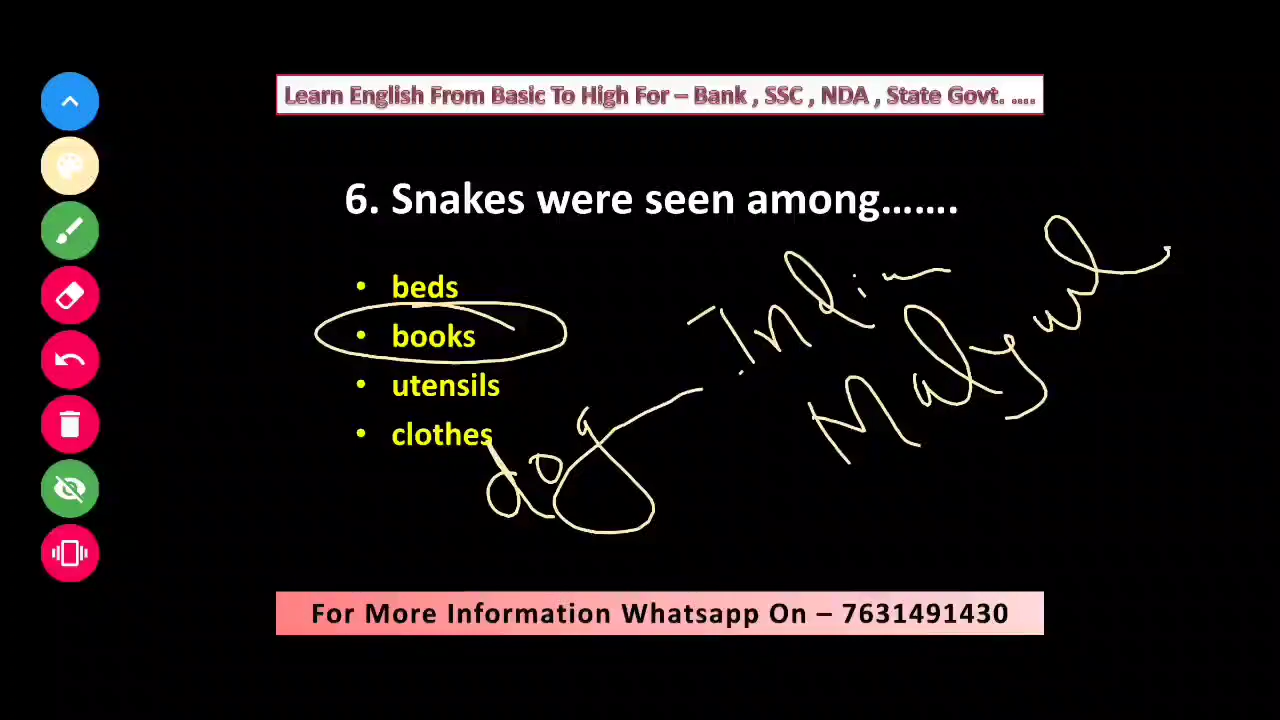 Learn English From Basic To High For – Bank , SSC , NDA , State Govt. ....
6. Snakes were seen among.......
• beds
• books
• utensils
• clothes
dog
Indian
For More Information Whatsapp On – 7631491430